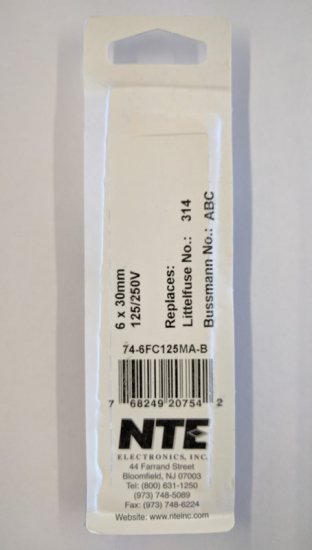 6 x 30mm
125/250V
Replaces:
Littelfuse No.: 314
Bussmann No.: ABC
74-6FC125MA-B
7 68249 20754 2
NTE
ELECTRONICS, INC.
44 Farrand Street
Bloomfield, NJ 07003
Tel: (800) 631-1250
(973) 748-5089
Fax: (973) 748-6224
Website: www.nteinc.com